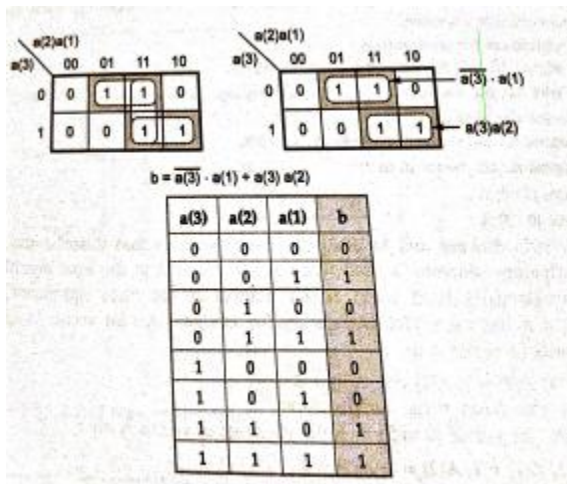 a(2)a(1)
a(3) 00 01 11 10
0 0 1 1 0
1 0 0 1 1
a(2)a(1)
a(3) 00 01 11 10
0 0 1 1 0 a̅(̅3̅)̅ · a(1)
1 0 0 1 1 a(3)a(2)
b = a̅(̅3̅)̅ · a(1) + a(3) a(2)
a(3) a(2) a(1) b
0 0 0 0
0 0 1 1
0 1 0 0
0 1 1 1
1 0 0 0
1 0 1 0
1 1 0 1
1 1 1 1